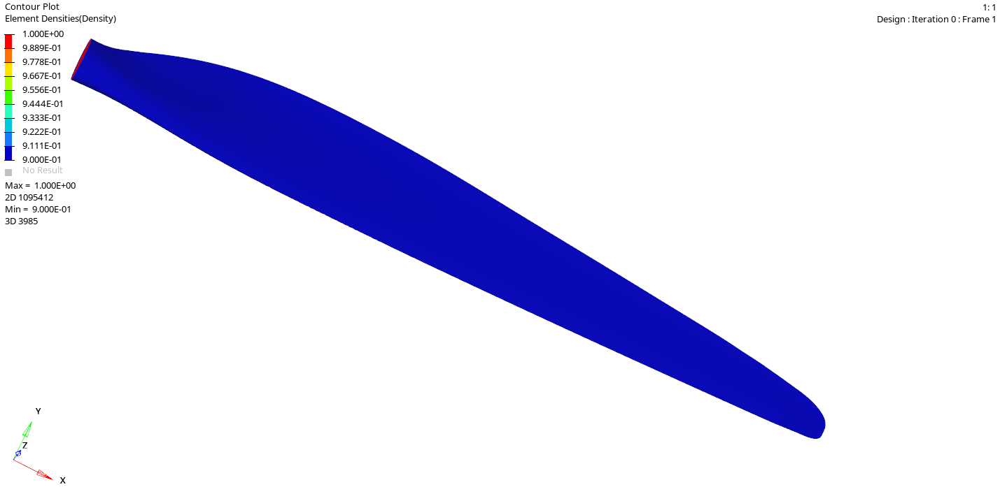 Contour Plot
Element Densities(Density)
1.000E+00
9.889E-01
9.778E-01
9.667E-01
9.556E-01
9.444E-01
9.333E-01
9.222E-01
9.111E-01
9.000E-01
No Result
Max = 1.000E+00
2D 1095412
Min = 9.000E-01
3D 3985
1: 1
Design : Iteration 0 : Frame 1
Y
Z
X